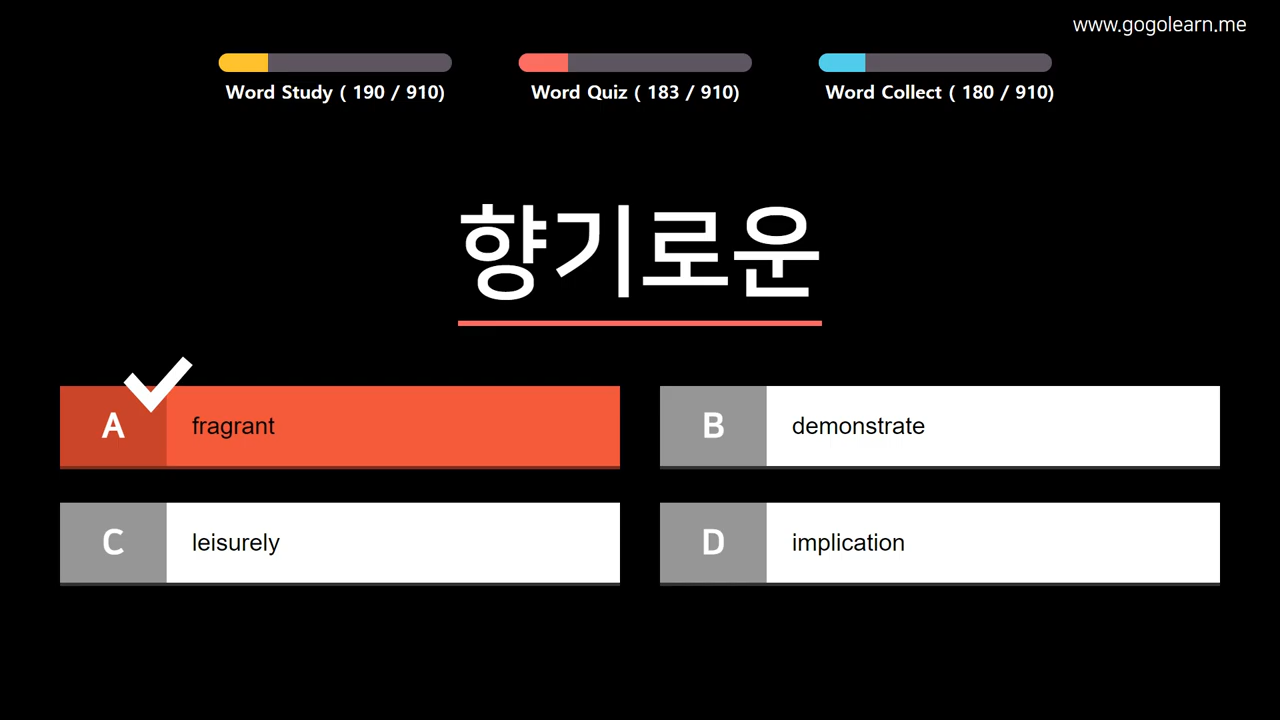 www.gogolearn.me
Word Study ( 190 / 910)
Word Quiz ( 183 / 910)
Word Collect ( 180 / 910)
향기로운
A fragrant
B demonstrate
C leisurely
D implication